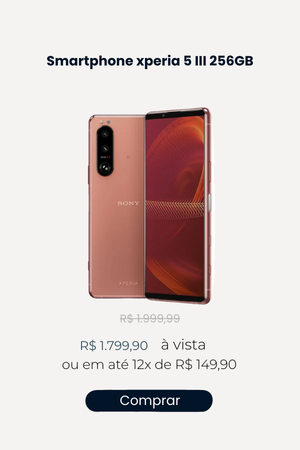 Smartphone xperia 5 III 256GB
SONY
XPERIA
R$ 1.999,99
R$ 1.799,90 à vista
ou em até 12x de R$ 149,90
Comprar